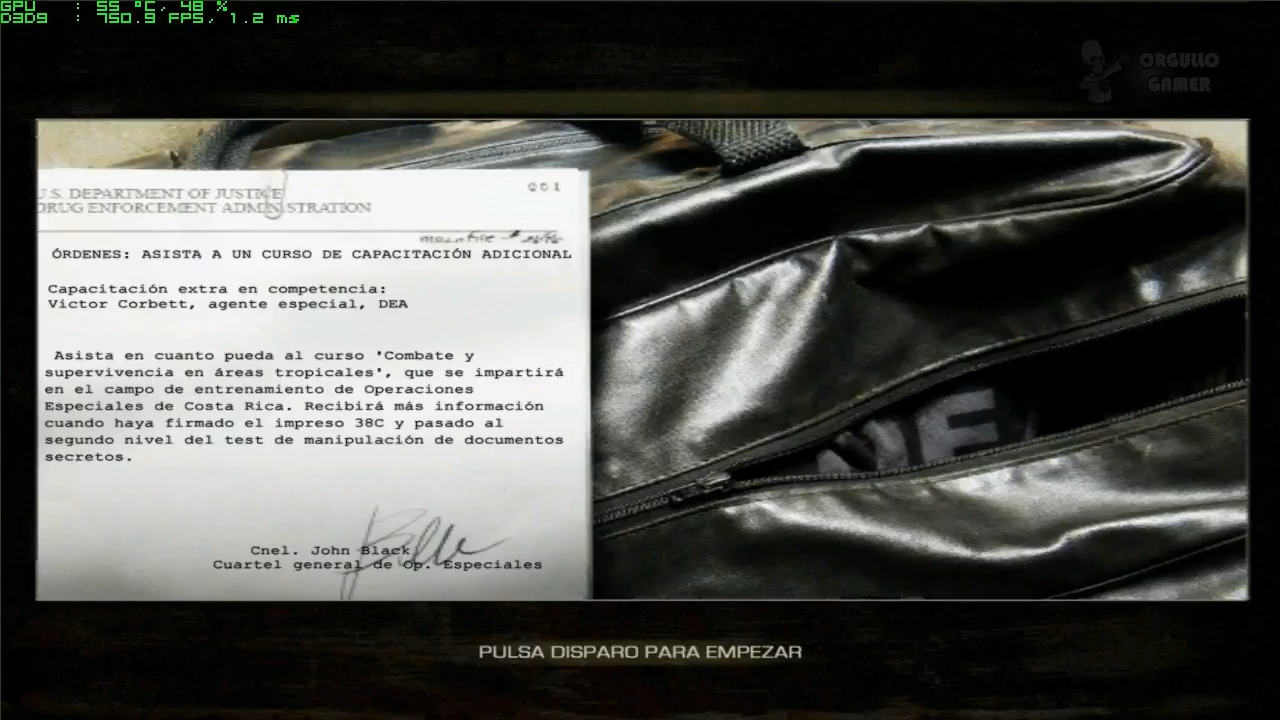 GPU : 55 °C, 48 %
D3D9 : 750.9 FPS, 1.2 ms
ORGULLO
GAMER
U.S. DEPARTMENT OF JUSTICE
DRUG ENFORCEMENT ADMINISTRATION
001
ÓRDENES: ASISTA A UN CURSO DE CAPACITACIÓN ADICIONAL
Capacitación extra en competencia:
Victor Corbett, agente especial, DEA
Asista en cuanto pueda al curso 'Combate y
supervivencia en áreas tropicales', que se impartirá
en el campo de entrenamiento de Operaciones
Especiales de Costa Rica. Recibirá más información
cuando haya firmado el impreso 38C y pasado al
segundo nivel del test de manipulación de documentos
secretos.
Cnel. John Black
Cuartel general de Op. Especiales
PULSA DISPARO PARA EMPEZAR